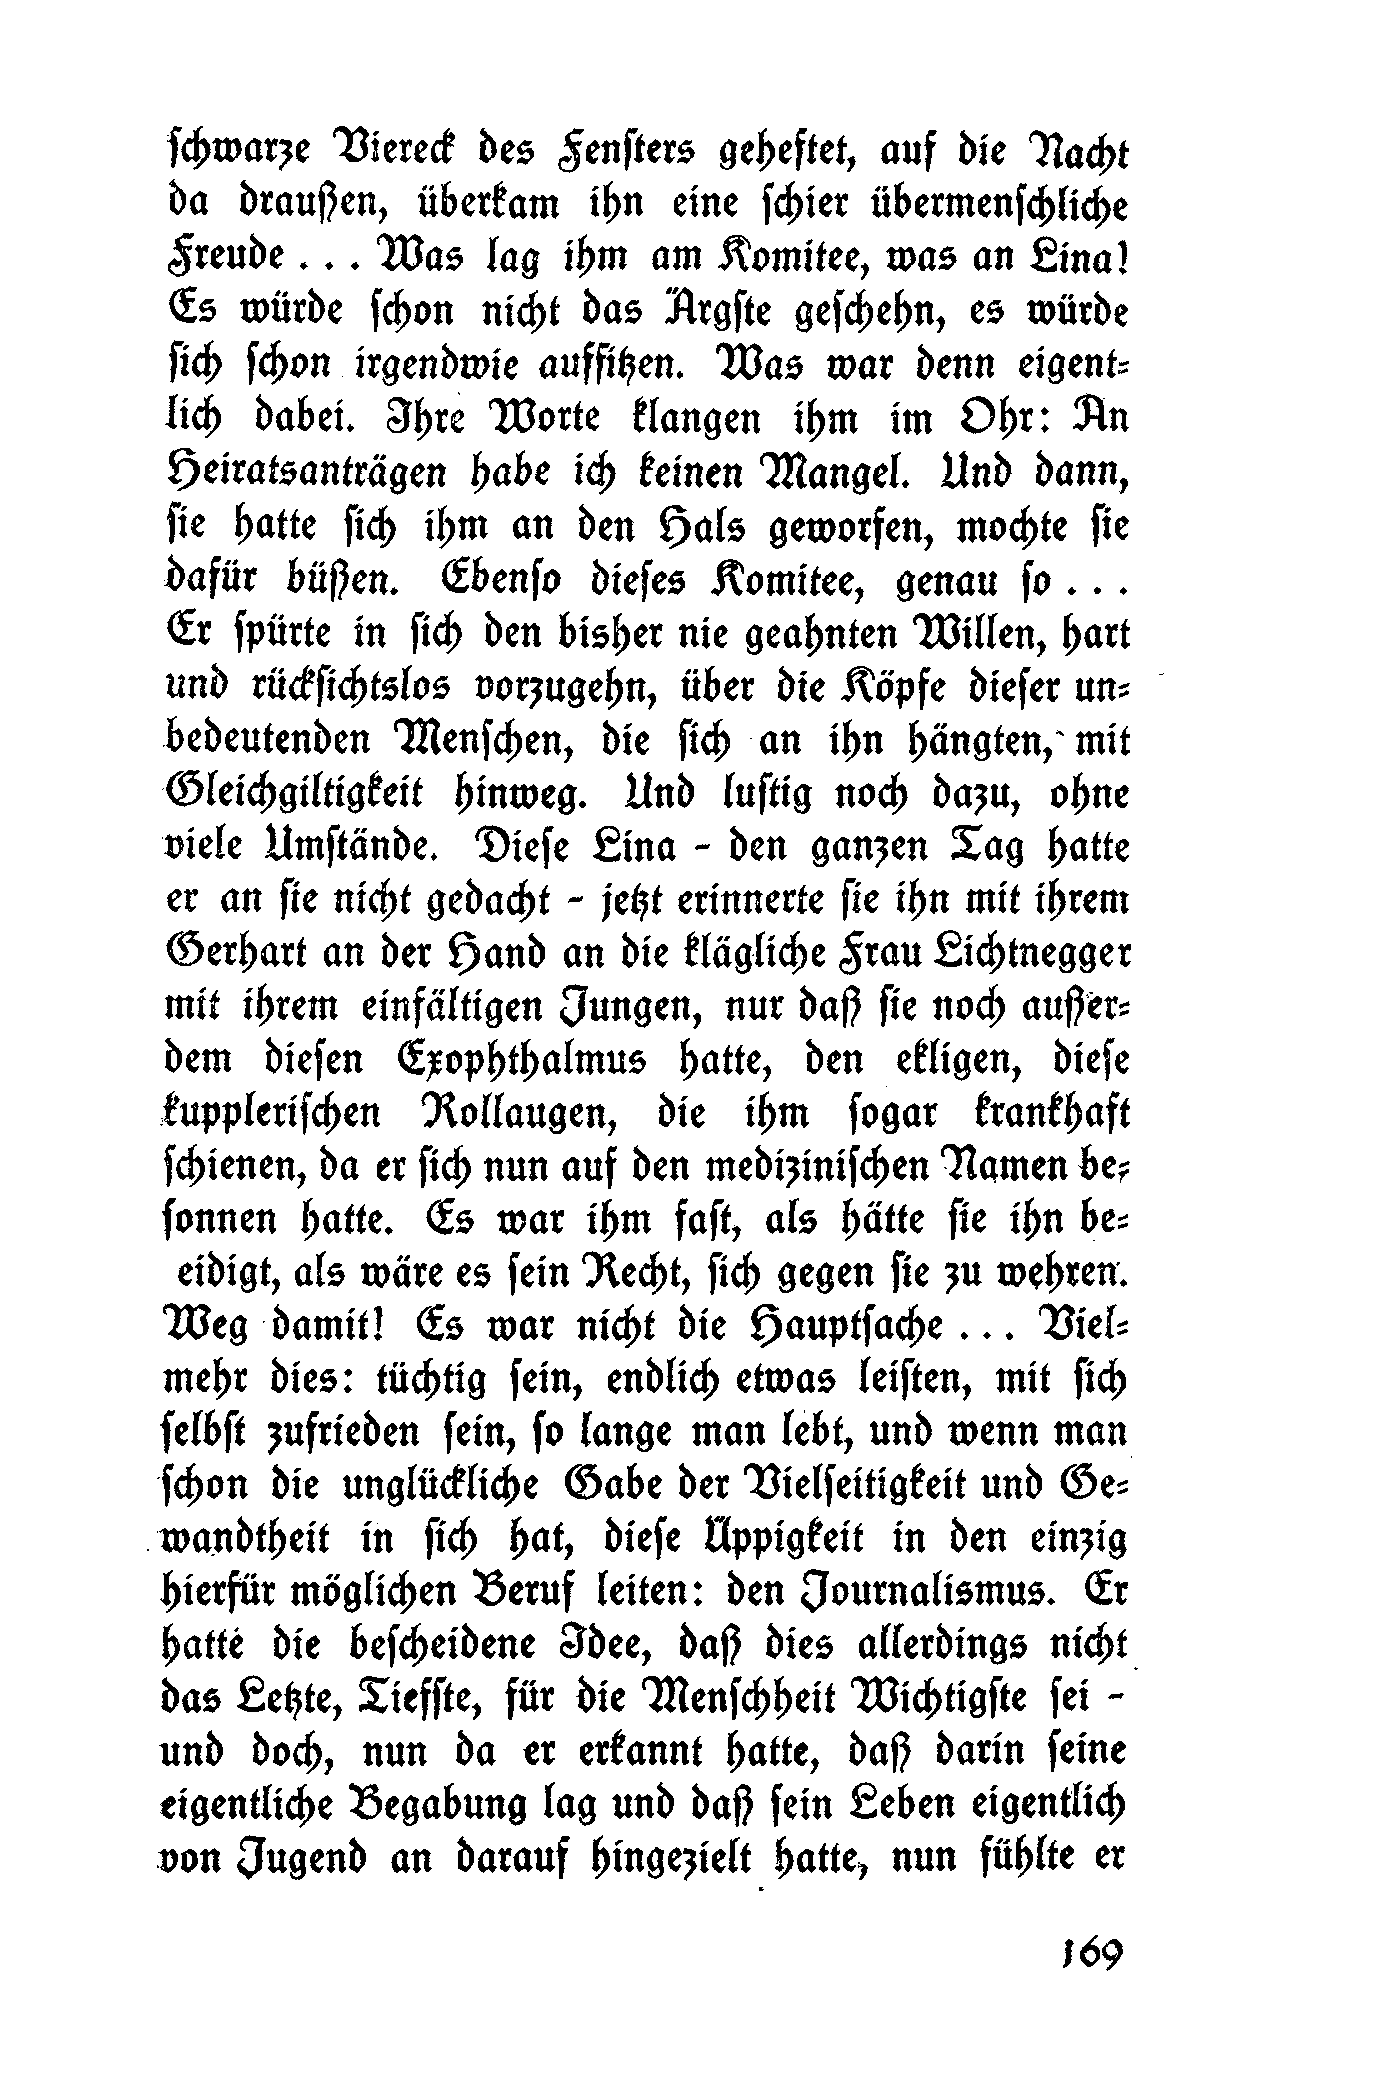 schwarze Viereck des Fensters geheftet, auf die Nacht
da draußen, überkam ihn eine schier übermenschliche
Freude . . . Was lag ihm am Komitee, was an Lina!
Es würde schon nicht das Ärgste geschehn, es würde
sich schon irgendwie auffitzen. Was war denn eigent-
lich dabei. Ihre Worte klangen ihm im Ohr: An
Heiratsanträgen habe ich keinen Mangel. Und dann,
sie hatte sich ihm an den Hals geworfen, mochte sie
dafür büßen. Ebenso dieses Komitee, genau so . . .
Er spürte in sich den bisher nie geahnten Willen, hart
und rücksichtslos vorzugehn, über die Köpfe dieser un-
bedeutenden Menschen, die sich an ihn hängten, mit
Gleichgiltigkeit hinweg. Und lustig noch dazu, ohne
viele Umstände. Diese Lina - den ganzen Tag hatte
er an sie nicht gedacht - jetzt erinnerte sie ihn mit ihrem
Gerhart an der Hand an die klägliche Frau Lichtnegger
mit ihrem einfältigen Jungen, nur daß sie noch außer-
dem diesen Exophthalmus hatte, den ekligen, diese
kupplerischen Rollaugen, die ihm sogar krankhaft
schienen, da er sich nun auf den medizinischen Namen be-
sonnen hatte. Es war ihm fast, als hätte sie ihn be-
eidigt, als wäre es sein Recht, sich gegen sie zu wehren.
Weg damit! Es war nicht die Hauptsache . . . Viel-
mehr dies: tüchtig sein, endlich etwas leisten, mit sich
selbst zufrieden sein, so lange man lebt, und wenn man
schon die unglückliche Gabe der Vielseitigkeit und Ge-
wandtheit in sich hat, diese Üppigkeit in den einzig
hierfür möglichen Beruf leiten: den Journalismus. Er
hatte die bescheidene Idee, daß dies allerdings nicht
das Letzte, Tiefste, für die Menschheit Wichtigste sei -
und doch, nun da er erkannt hatte, daß darin seine
eigentliche Begabung lag und daß sein Leben eigentlich
von Jugend an darauf hingezielt hatte, nun fühlte er
169